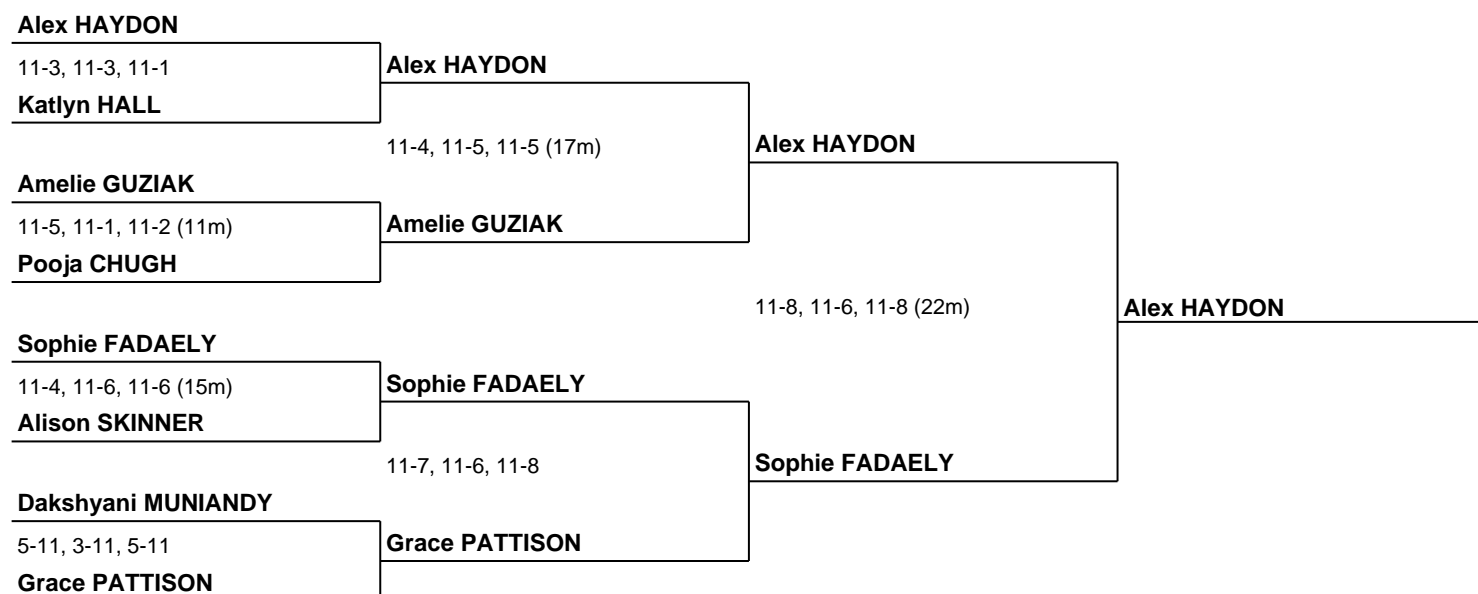 Alex HAYDON
11-3, 11-3, 11-1
Katlyn HALL
Alex HAYDON
11-4, 11-5, 11-5 (17m)
Amelie GUZIAK
11-5, 11-1, 11-2 (11m)
Pooja CHUGH
Amelie GUZIAK
Alex HAYDON
11-8, 11-6, 11-8 (22m)
Alex HAYDON
Sophie FADAELY
11-4, 11-6, 11-6 (15m)
Alison SKINNER
Sophie FADAELY
11-7, 11-6, 11-8
Sophie FADAELY
Dakshyani MUNIANDY
5-11, 3-11, 5-11
Grace PATTISON
Grace PATTISON